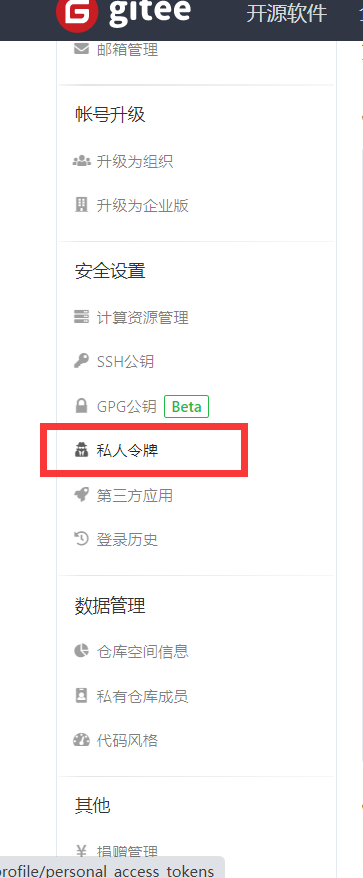 G gitee 开源软件
邮箱管理
帐号升级
升级为组织
升级为企业版
安全设置
计算资源管理
SSH公钥
GPG公钥 Beta
私人令牌
第三方应用
登录历史
数据管理
仓库空间信息
私有仓库成员
代码风格
其他
捐赠管理
rofile/personal_access_tokens